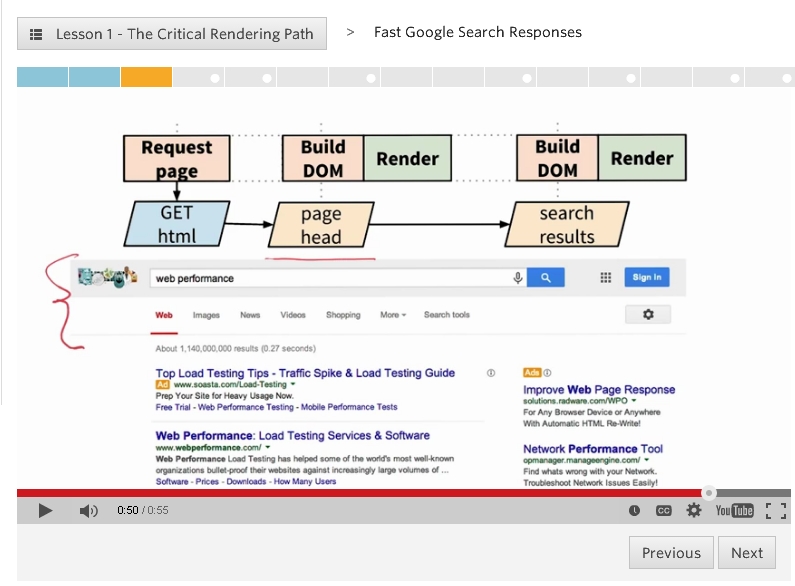 Lesson 1 - The Critical Rendering Path > Fast Google Search Responses
Request page
Build DOM
Render
Build DOM
Render
GET html
page head
search results
web performance
Sign in
Web Images News Videos Shopping More Search tools
About 1,140,000,000 results (0.27 seconds)
Top Load Testing Tips - Traffic Spike & Load Testing Guide
Ad www.soasta.com/Load-Testing
Prep Your Site for Heavy Usage Now.
Free Trial - Web Performance Testing - Mobile Performance Tests
Web Performance: Load Testing Services & Software
www.webperformance.com/
Web Performance Load Testing has helped some of the world's most well-known
organizations bullet-proof their websites against increasingly large volumes of ...
Software - Prices - Downloads - How Many Users
Ads
Improve Web Page Response
solutions.radware.com/WPO
For Any Browser Device or Anywhere
With Automatic HTML Re-Write!
Network Performance Tool
opmanager.manageengine.com/
Find whats wrong with your Network.
Troubleshoot Network Issues Easily!
0:50 / 0:55
CC
YouTube
Previous
Next